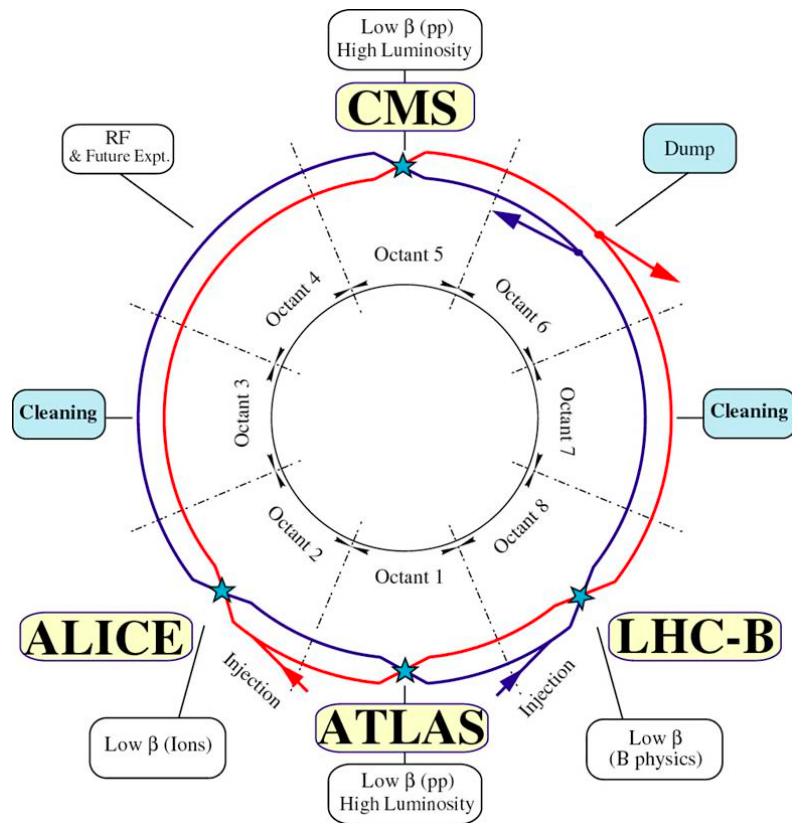 Low β (pp)
High Luminosity
CMS
RF
& Future Expt.
Dump
Octant 5
Octant 4
Octant 6
Cleaning
Octant 3
Octant 7
Cleaning
Octant 2
Octant 8
Octant 1
ALICE
LHC-B
Injection
Injection
ATLAS
Low β (Ions)
Low β
(B physics)
Low β (pp)
High Luminosity